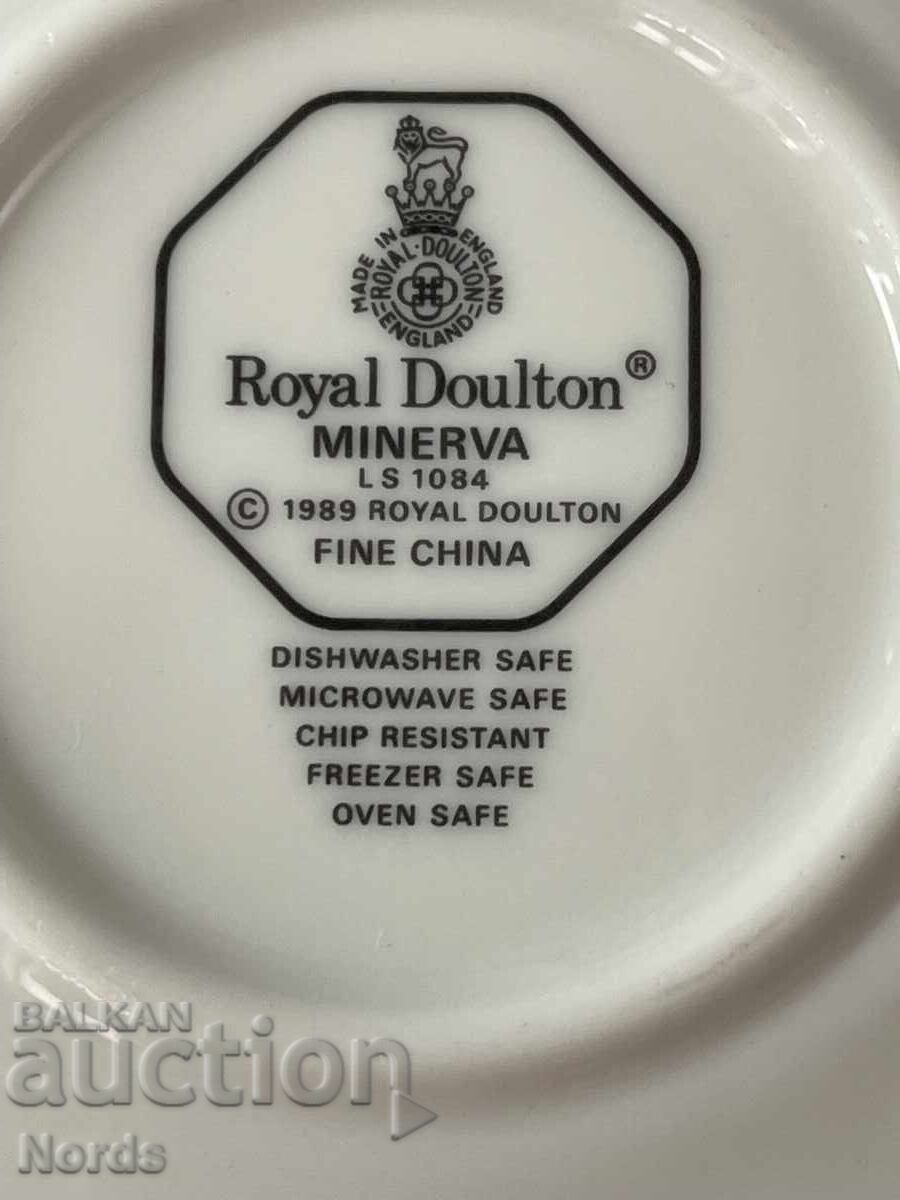 MADE IN ENGLAND
ROYAL·DOULTON
ENGLAND
Royal Doulton®
MINERVA
LS 1084
© 1989 ROYAL DOULTON
FINE CHINA
DISHWASHER SAFE
MICROWAVE SAFE
CHIP RESISTANT
FREEZER SAFE
OVEN SAFE
BALKAN
auction
Nords